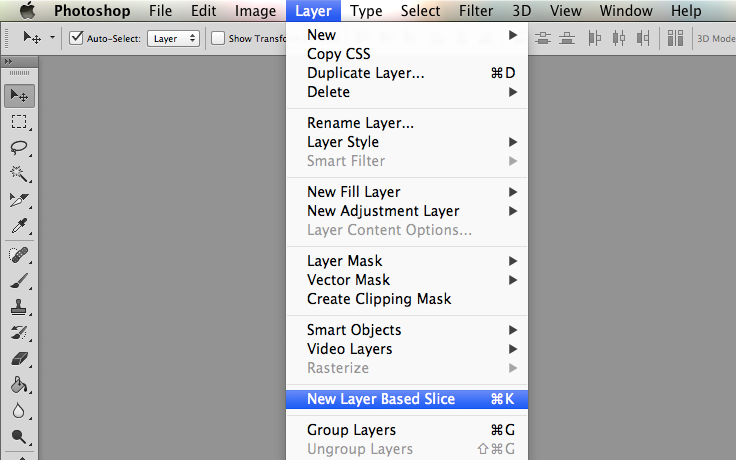 Photoshop File Edit Image Layer Type Select Filter 3D View Window Help
Auto-Select: Layer Show Transfo 3D Mode
New
Copy CSS
Duplicate Layer... ⌘D
Delete
Rename Layer...
Layer Style
Smart Filter
New Fill Layer
New Adjustment Layer
Layer Content Options...
Layer Mask
Vector Mask
Create Clipping Mask
Smart Objects
Video Layers
Rasterize
New Layer Based Slice ⌘K
Group Layers ⌘G
Ungroup Layers ⇧⌘G